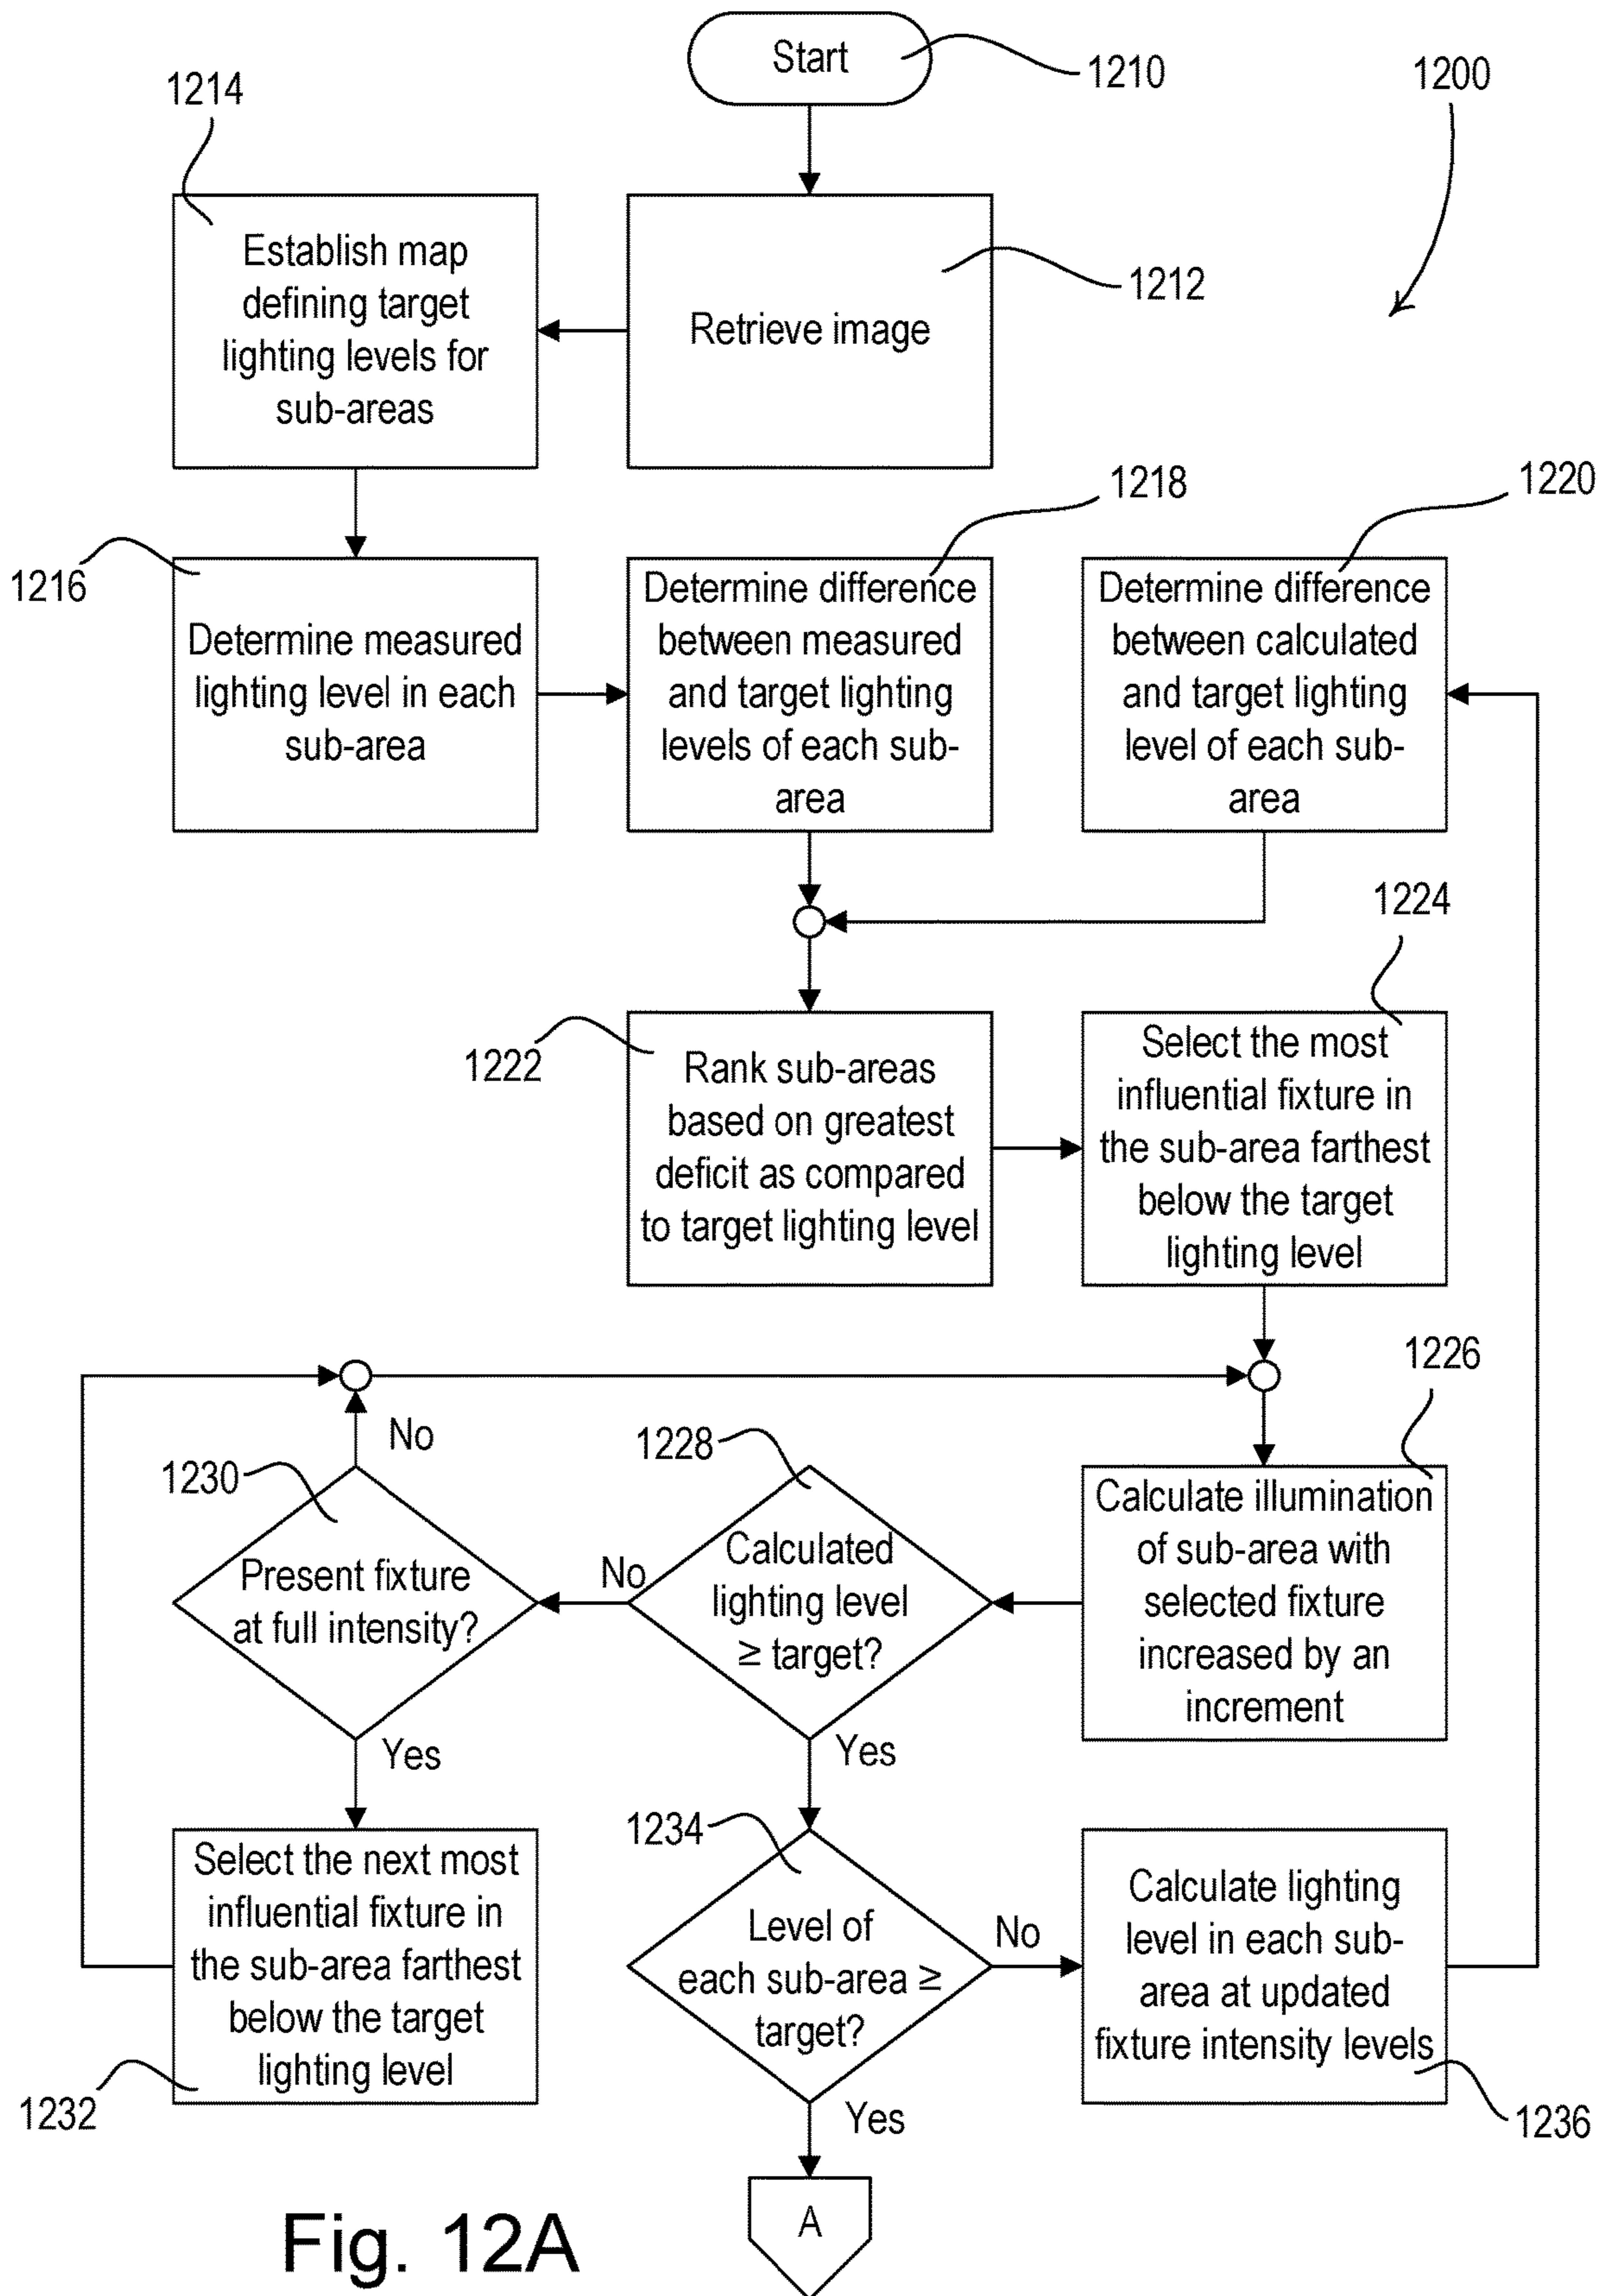 Start
1210
1200
1214
Establish map
defining target
lighting levels for
sub-areas
Retrieve image
1212
1216
Determine measured
lighting level in each
sub-area
1218
Determine difference
between measured
and target lighting
levels of each sub-
area
1220
Determine difference
between calculated
and target lighting
level of each sub-
area
1222
Rank sub-areas
based on greatest
deficit as compared
to target lighting level
1224
Select the most
influential fixture in
the sub-area farthest
below the target
lighting level
1226
Calculate illumination
of sub-area with
selected fixture
increased by an
increment
1228
Calculated
lighting level
≥ target?
No
Yes
1230
Present fixture
at full intensity?
No
Yes
1232
Select the next most
influential fixture in
the sub-area farthest
below the target
lighting level
1234
Level of
each sub-area ≥
target?
No
Yes
Calculate lighting
level in each sub-
area at updated
fixture intensity levels
1236
A
Fig. 12A